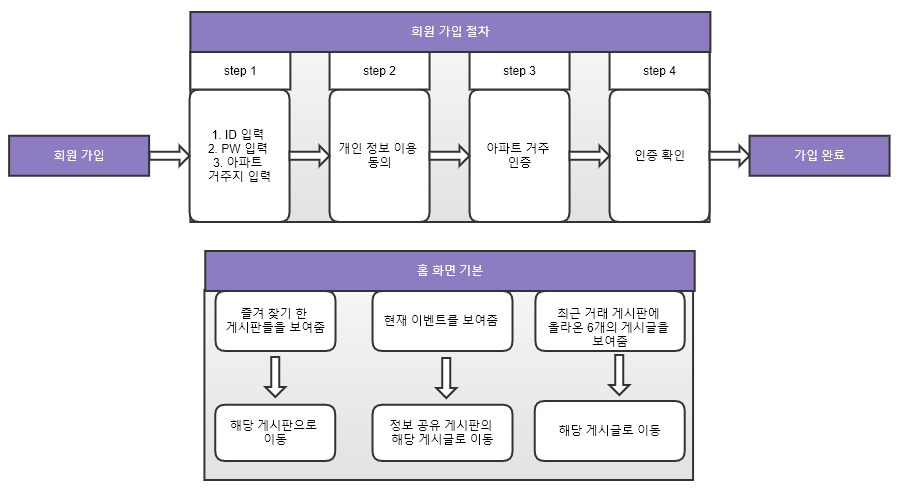 회원 가입 절차
step 1
step 2
step 3
step 4
회원 가입
1. ID 입력
2. PW 입력
3. 아파트
거주지 입력
개인 정보 이용
동의
아파트 거주
인증
인증 확인
가입 완료
홈 화면 기본
즐겨 찾기 한
게시판들을 보여줌
현재 이벤트를 보여줌
최근 거래 게시판에
올라온 6개의 게시글을
보여줌
해당 게시판으로
이동
정보 공유 게시판의
해당 게시글로 이동
해당 게시글로 이동